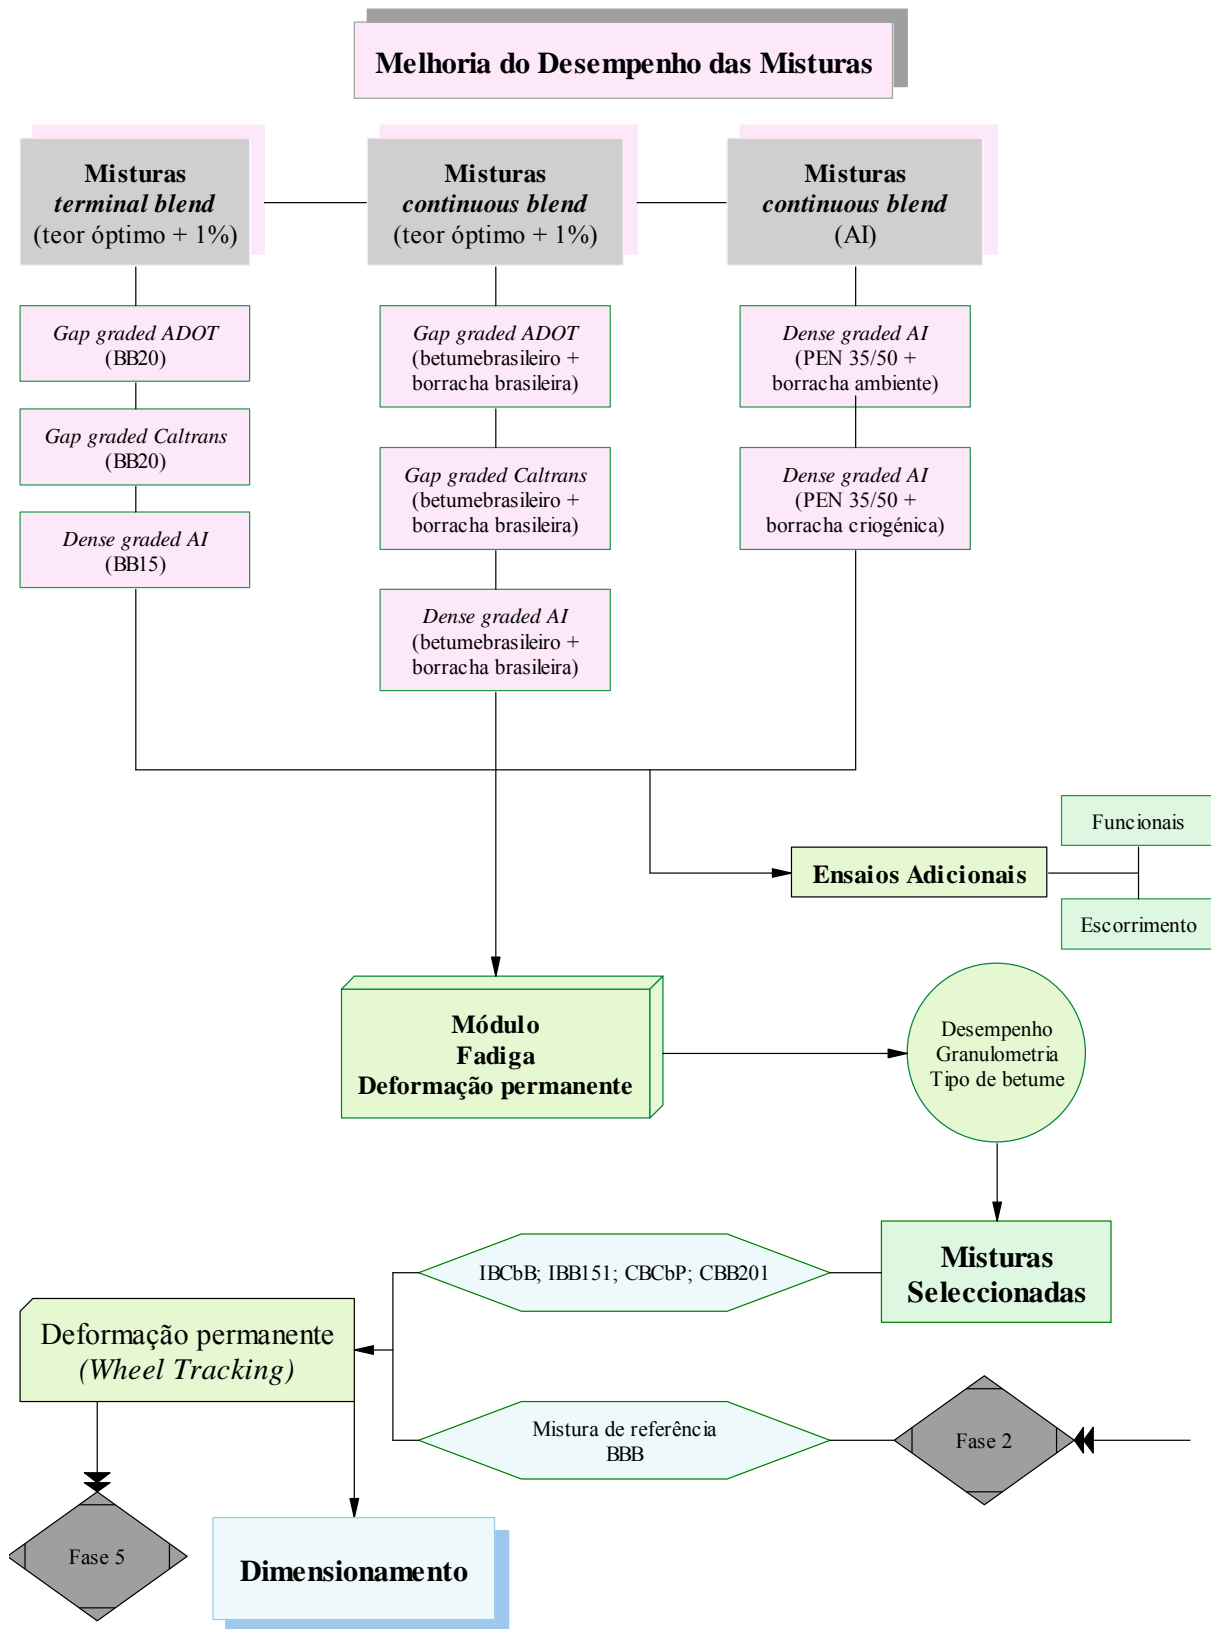 Melhoria do Desempenho das Misturas
Misturas
terminal blend
(teor óptimo + 1%)
Misturas
continuous blend
(teor óptimo + 1%)
Misturas
continuous blend
(AI)
Gap graded ADOT
(BB20)
Gap graded Caltrans
(BB20)
Dense graded AI
(BB15)
Gap graded ADOT
(betumebrasileiro +
borracha brasileira)
Gap graded Caltrans
(betumebrasileiro +
borracha brasileira)
Dense graded AI
(betumebrasileiro +
borracha brasileira)
Dense graded AI
(PEN 35/50 +
borracha ambiente)
Dense graded AI
(PEN 35/50 +
borracha criogénica)
Funcionais
Ensaios Adicionais
Escorrimento
Módulo
Fadiga
Deformação permanente
Desempenho
Granulometria
Tipo de betume
Misturas
Seleccionadas
IBCbB; IBB151; CBCbP; CBB201
Deformação permanente
(Wheel Tracking)
Mistura de referência
BBB
Fase 2
Fase 5
Dimensionamento